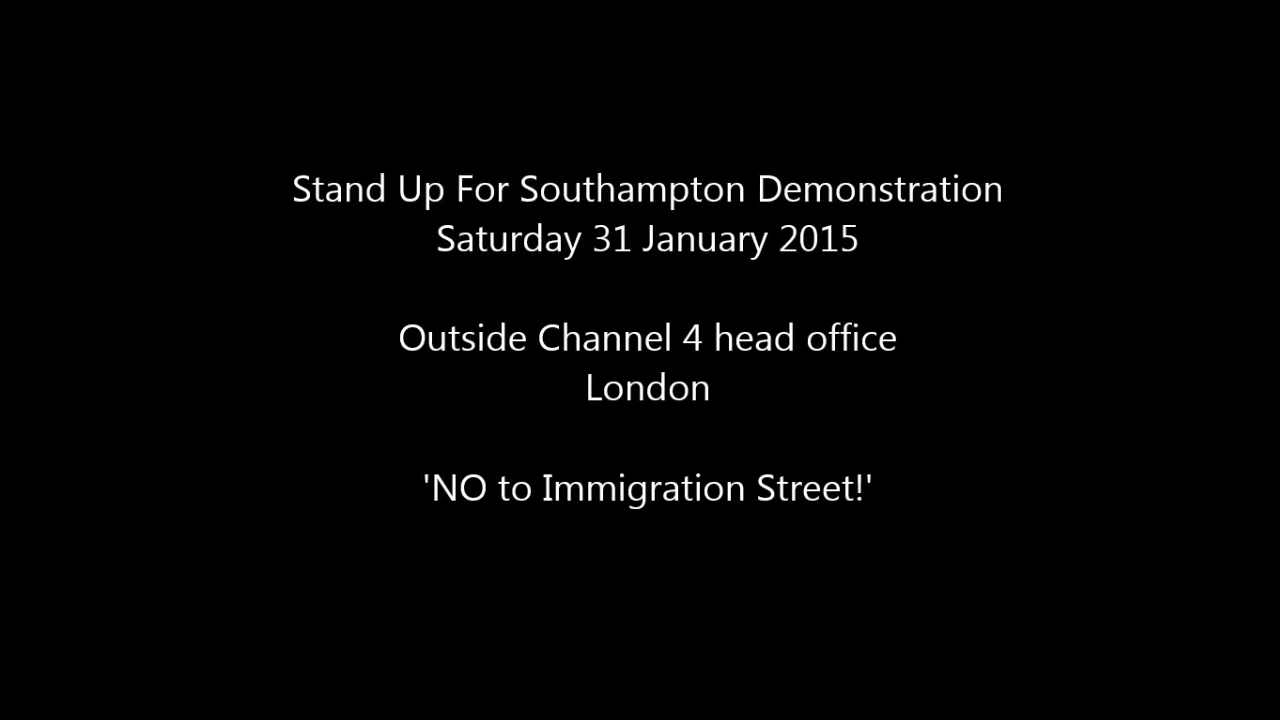 Stand Up For Southampton Demonstration
Saturday 31 January 2015
Outside Channel 4 head office
London
'NO to Immigration Street!'